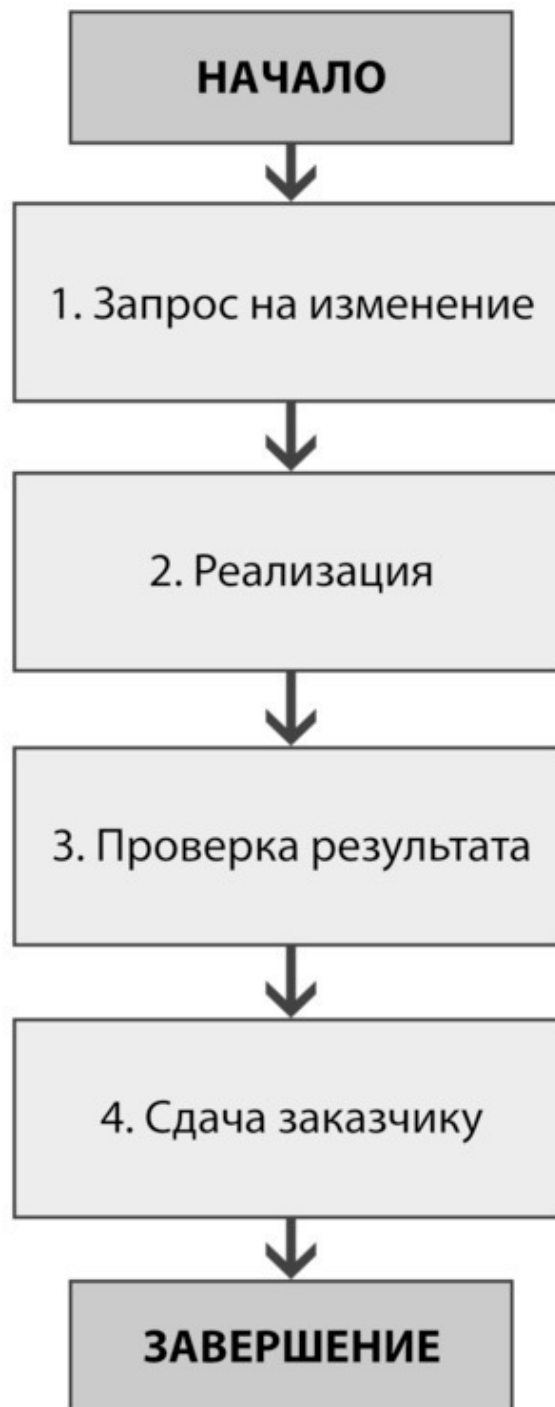 НАЧАЛО
1. Запрос на изменение
2. Реализация
3. Проверка результата
4. Сдача заказчику
ЗАВЕРШЕНИЕ